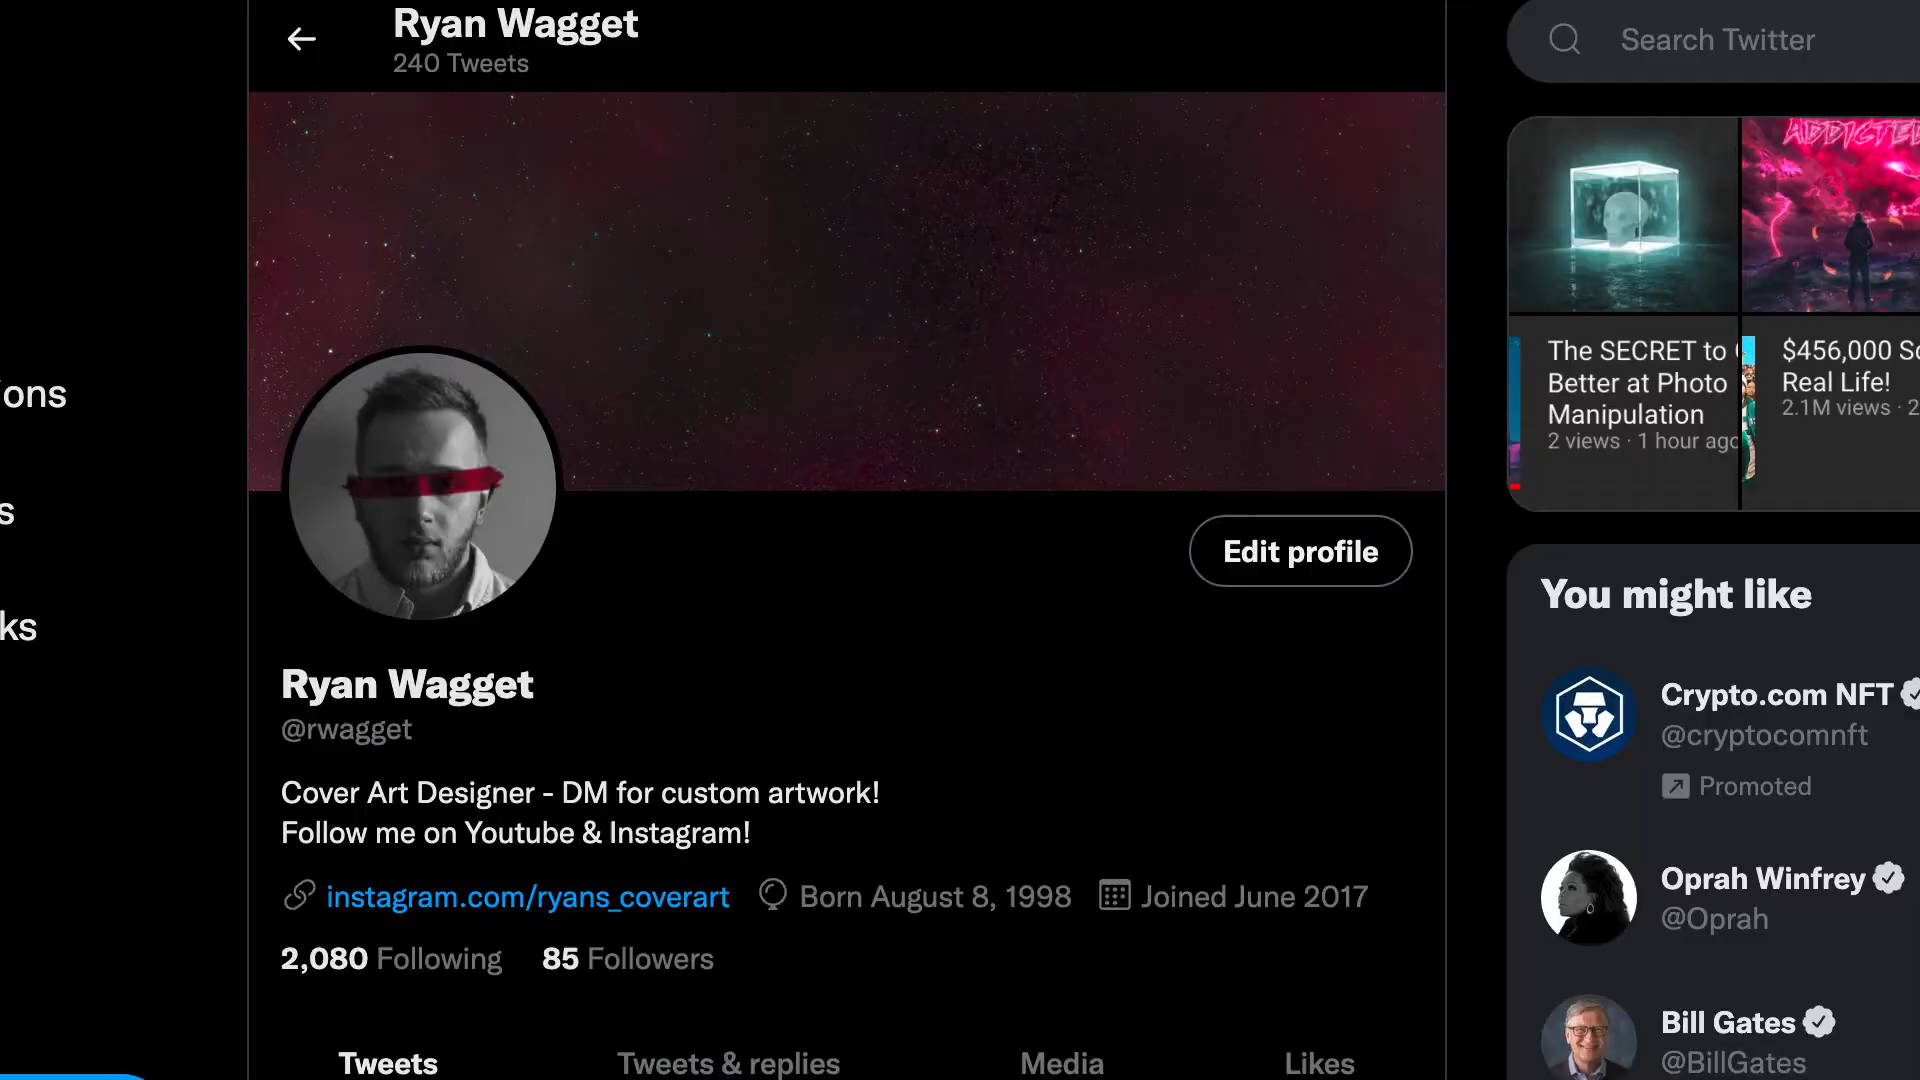 Ryan Wagget
240 Tweets
Search Twitter
ADDICTED
The SECRET to
Better at Photo
Manipulation
2 views · 1 hour ago
$456,000
Real Life!
2.1M views · 2
ons
s
ks
Edit profile
Ryan Wagget
@rwagget
Cover Art Designer - DM for custom artwork!
Follow me on Youtube & Instagram!
instagram.com/ryans_coverart
Born August 8, 1998
Joined June 2017
2,080 Following
85 Followers
Tweets
Tweets & replies
Media
Likes
You might like
Crypto.com NFT
@cryptocomnft
Promoted
Oprah Winfrey
@Oprah
Bill Gates
@BillGates